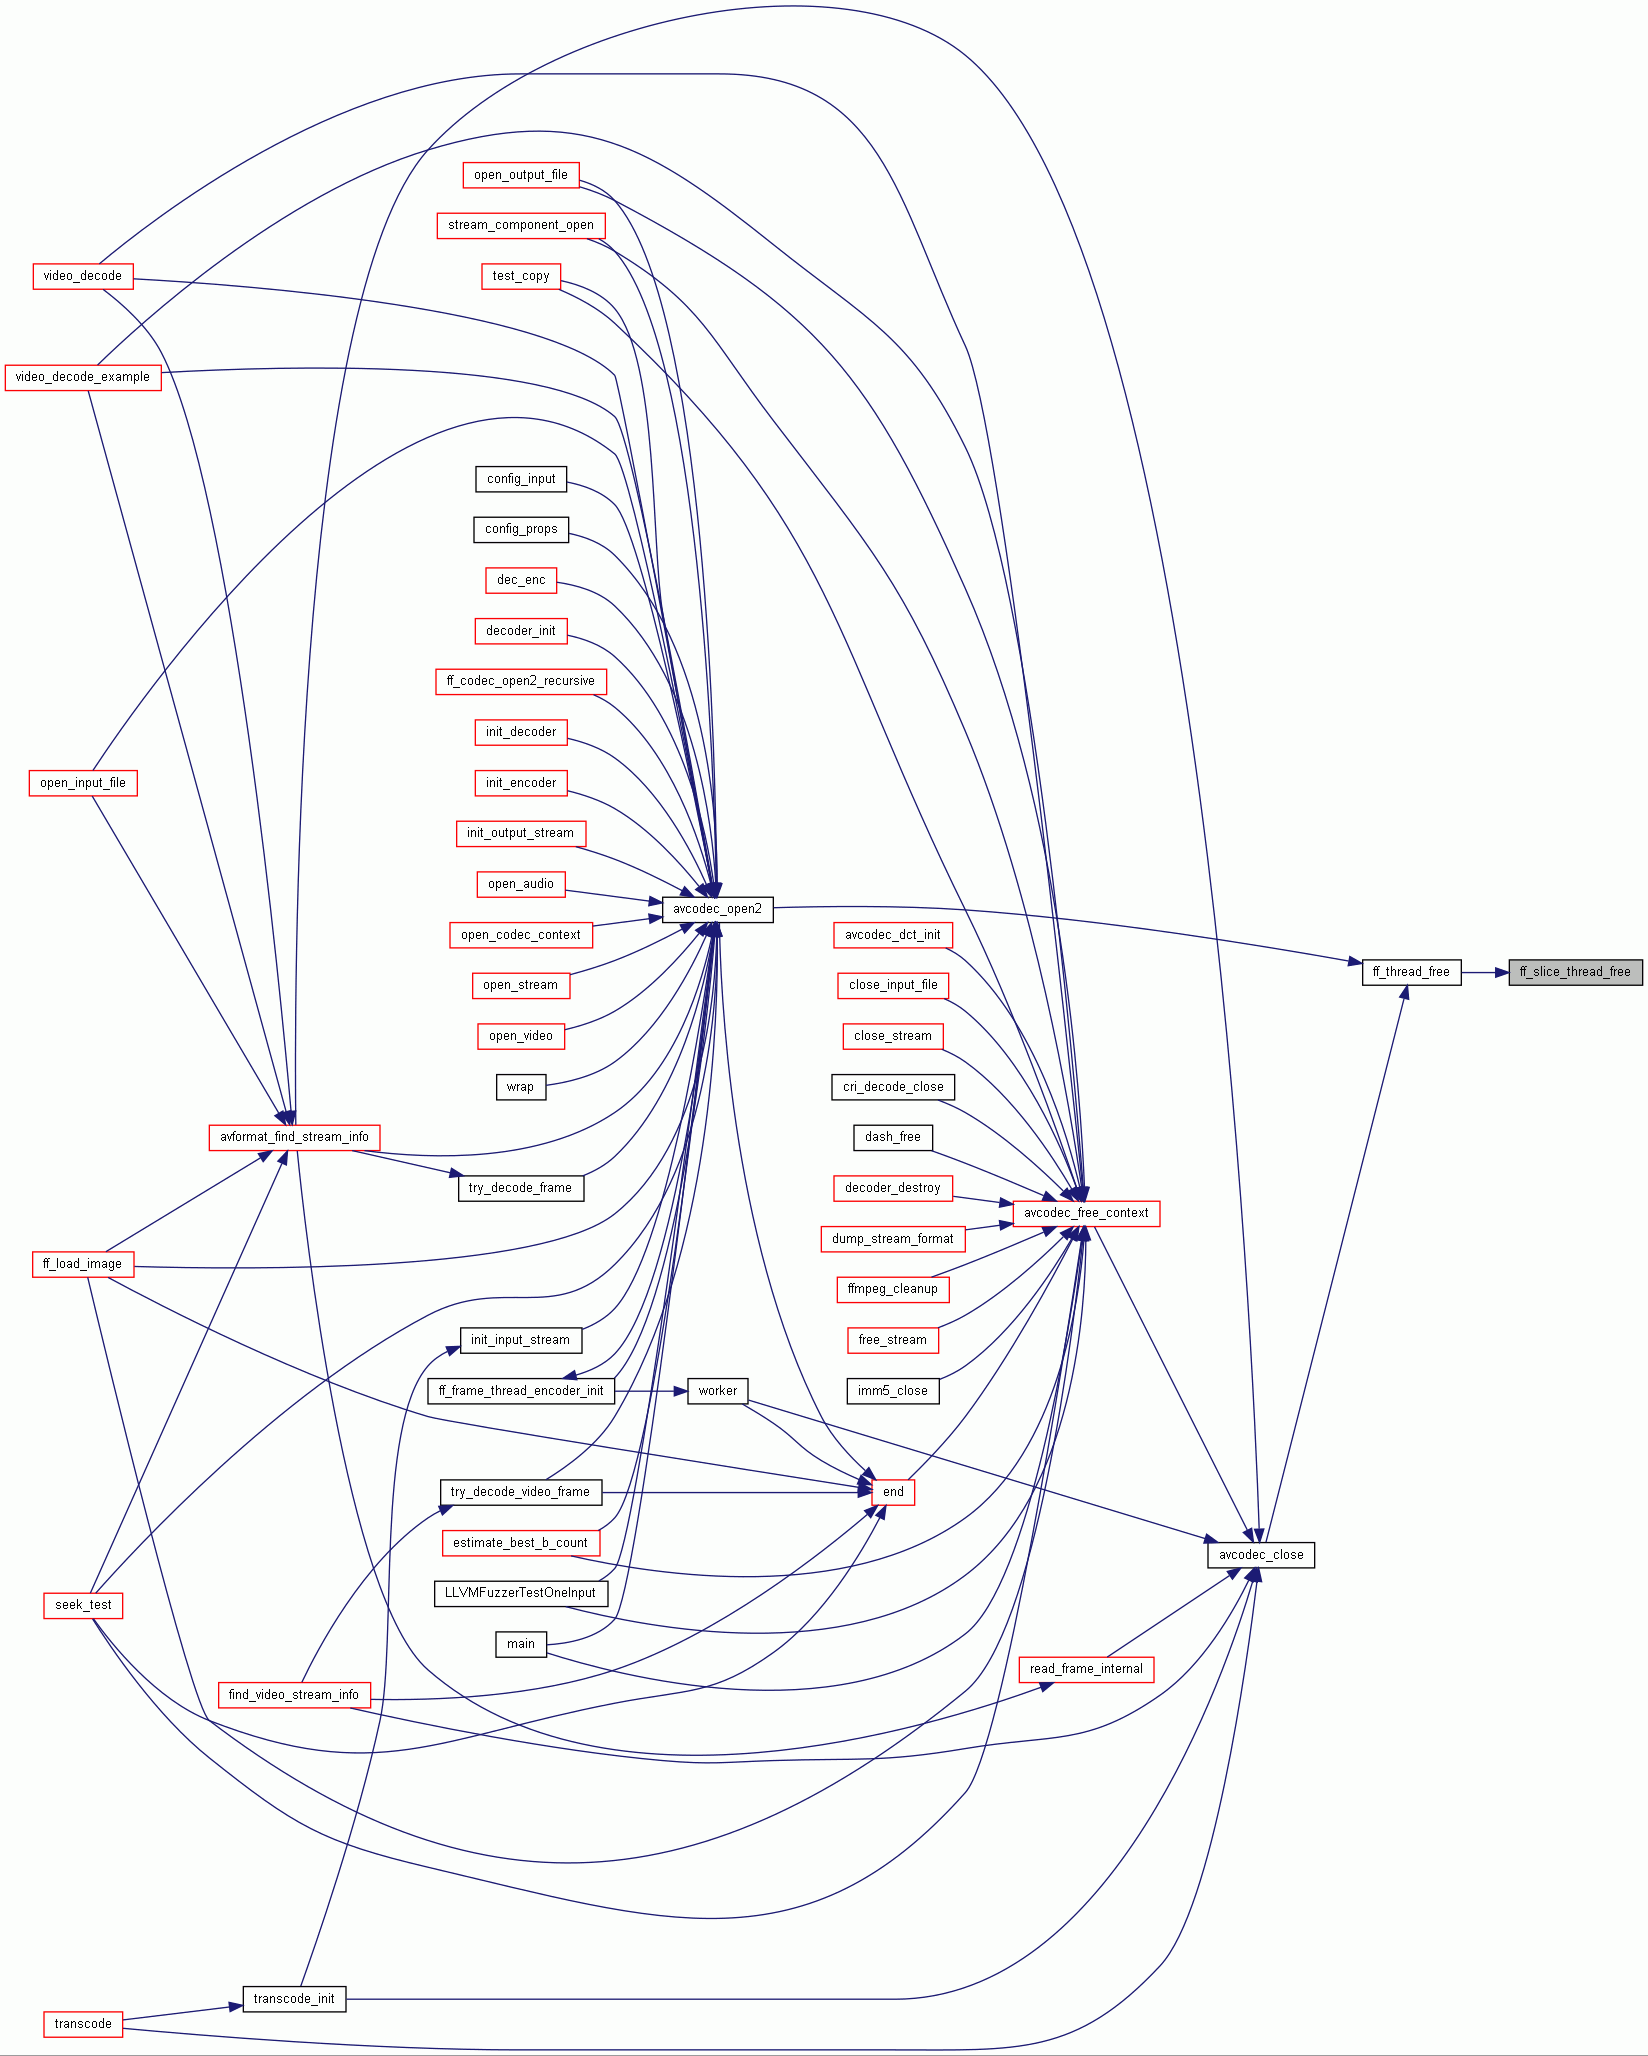 open_output_file
stream_component_open
video_decode
test_copy
video_decode_example
config_input
config_props
dec_enc
decoder_init
ff_codec_open2_recursive
init_decoder
open_input_file
init_encoder
init_output_stream
open_audio
avcodec_open2
open_codec_context
avcodec_dct_init
ff_thread_free
ff_slice_thread_free
open_stream
close_input_file
open_video
close_stream
wrap
cri_decode_close
avformat_find_stream_info
dash_free
try_decode_frame
decoder_destroy
avcodec_free_context
dump_stream_format
ff_load_image
ffmpeg_cleanup
init_input_stream
free_stream
ff_frame_thread_encoder_init
worker
imm5_close
try_decode_video_frame
end
estimate_best_b_count
avcodec_close
LLVMFuzzerTestOneInput
seek_test
main
read_frame_internal
find_video_stream_info
transcode_init
transcode